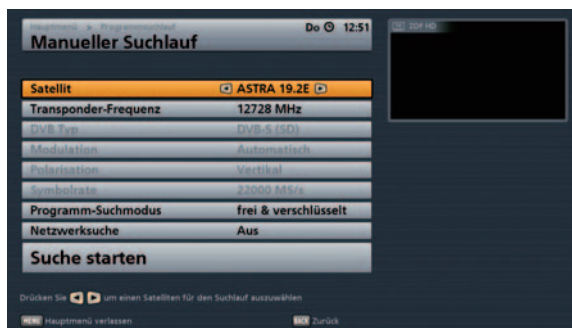 Hauptmenü ▶ Programmsuchlauf
Manueller Suchlauf
Do 12:51
ZDF HD
Satellit ◀ ASTRA 19.2E ▶
Transponder-Frequenz 12728 MHz
DVB Typ DVB-S (SD)
Modulation Automatisch
Polarisation Vertikal
Symbolrate 22000 MS/s
Programm-Suchmodus frei & verschlüsselt
Netzwerksuche Aus
Suche starten
Drücken Sie ◀ ▶ um einen Satelliten für den Suchlauf auszuwählen
MENU Hauptmenü verlassen BACK Zurück